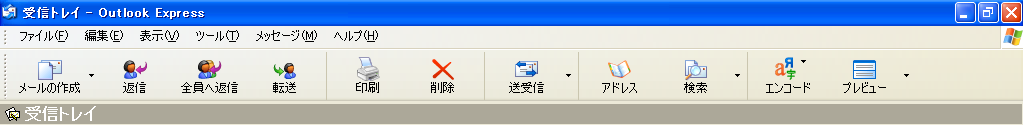 受信トレイ - Outlook Express
ファイル(F) 編集(E) 表示(V) ツール(T) メッセージ(M) ヘルプ(H)
メールの作成 返信 全員へ返信 転送 印刷 削除 送受信 アドレス 検索 エンコード プレビュー
受信トレイ